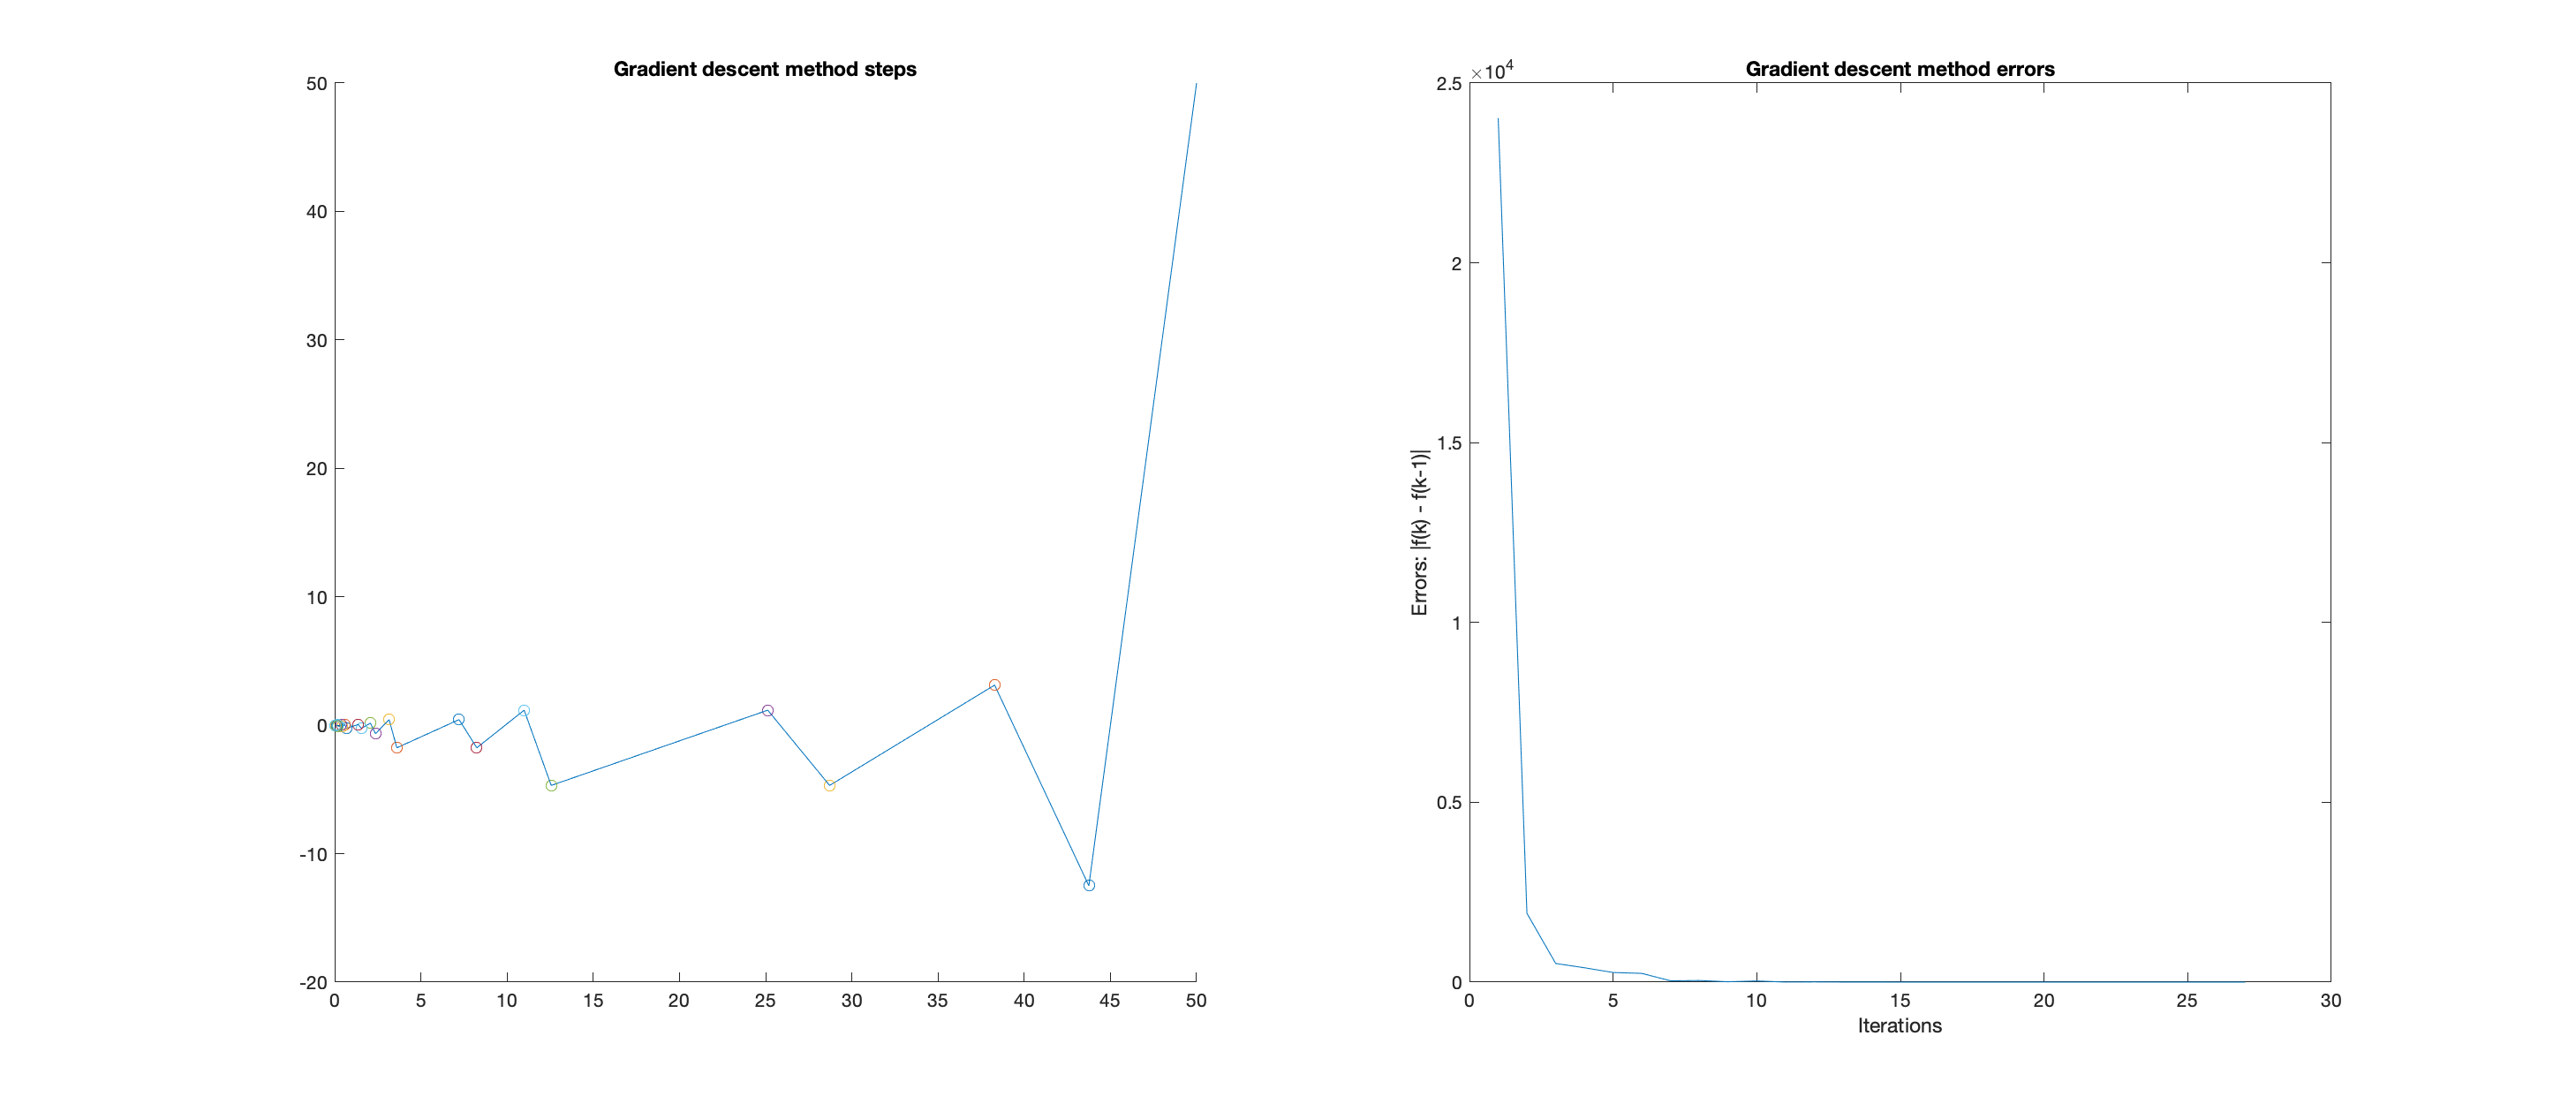 Gradient descent method steps
50
40
30
20
10
0
-10
-20
0 5 10 15 20 25 30 35 40 45 50
Gradient descent method errors
×10^4
2.5
2
1.5
1
0.5
0
Errors: |f(k) - f(k-1)|
0 5 10 15 20 25 30
Iterations